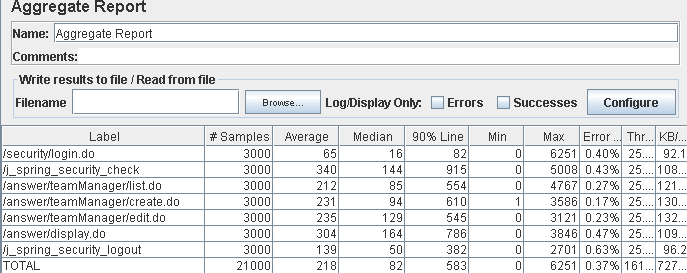 Aggregate Report
Name: Aggregate Report
Comments:
Write results to file / Read from file
Filename Browse... Log/Display Only: Errors Successes Configure
Label # Samples Average Median 90% Line Min Max Error ... Thr... KB/...
/security/login.do 3000 65 16 82 0 6251 0.40% 25.... 92.1
/j_spring_security_check 3000 340 144 915 0 5008 0.43% 25.... 108...
/answer/teamManager/list.do 3000 212 85 554 0 4767 0.27% 25.... 121...
/answer/teamManager/create.do 3000 231 94 610 1 3586 0.17% 25.... 130...
/answer/teamManager/edit.do 3000 235 129 545 0 3121 0.23% 25.... 132...
/answer/display.do 3000 304 164 786 0 3846 0.47% 25.... 109...
/j_spring_security_logout 3000 139 50 382 0 2701 0.63% 25.... 96.2
TOTAL 21000 218 82 583 0 6251 0.37% 161... 727...